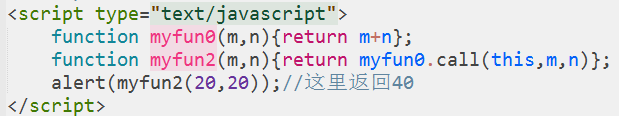 <script type="text/javascript">
function myfun0(m,n){return m+n};
function myfun2(m,n){return myfun0.call(this,m,n)};
alert(myfun2(20,20));//这里返回40
</script>